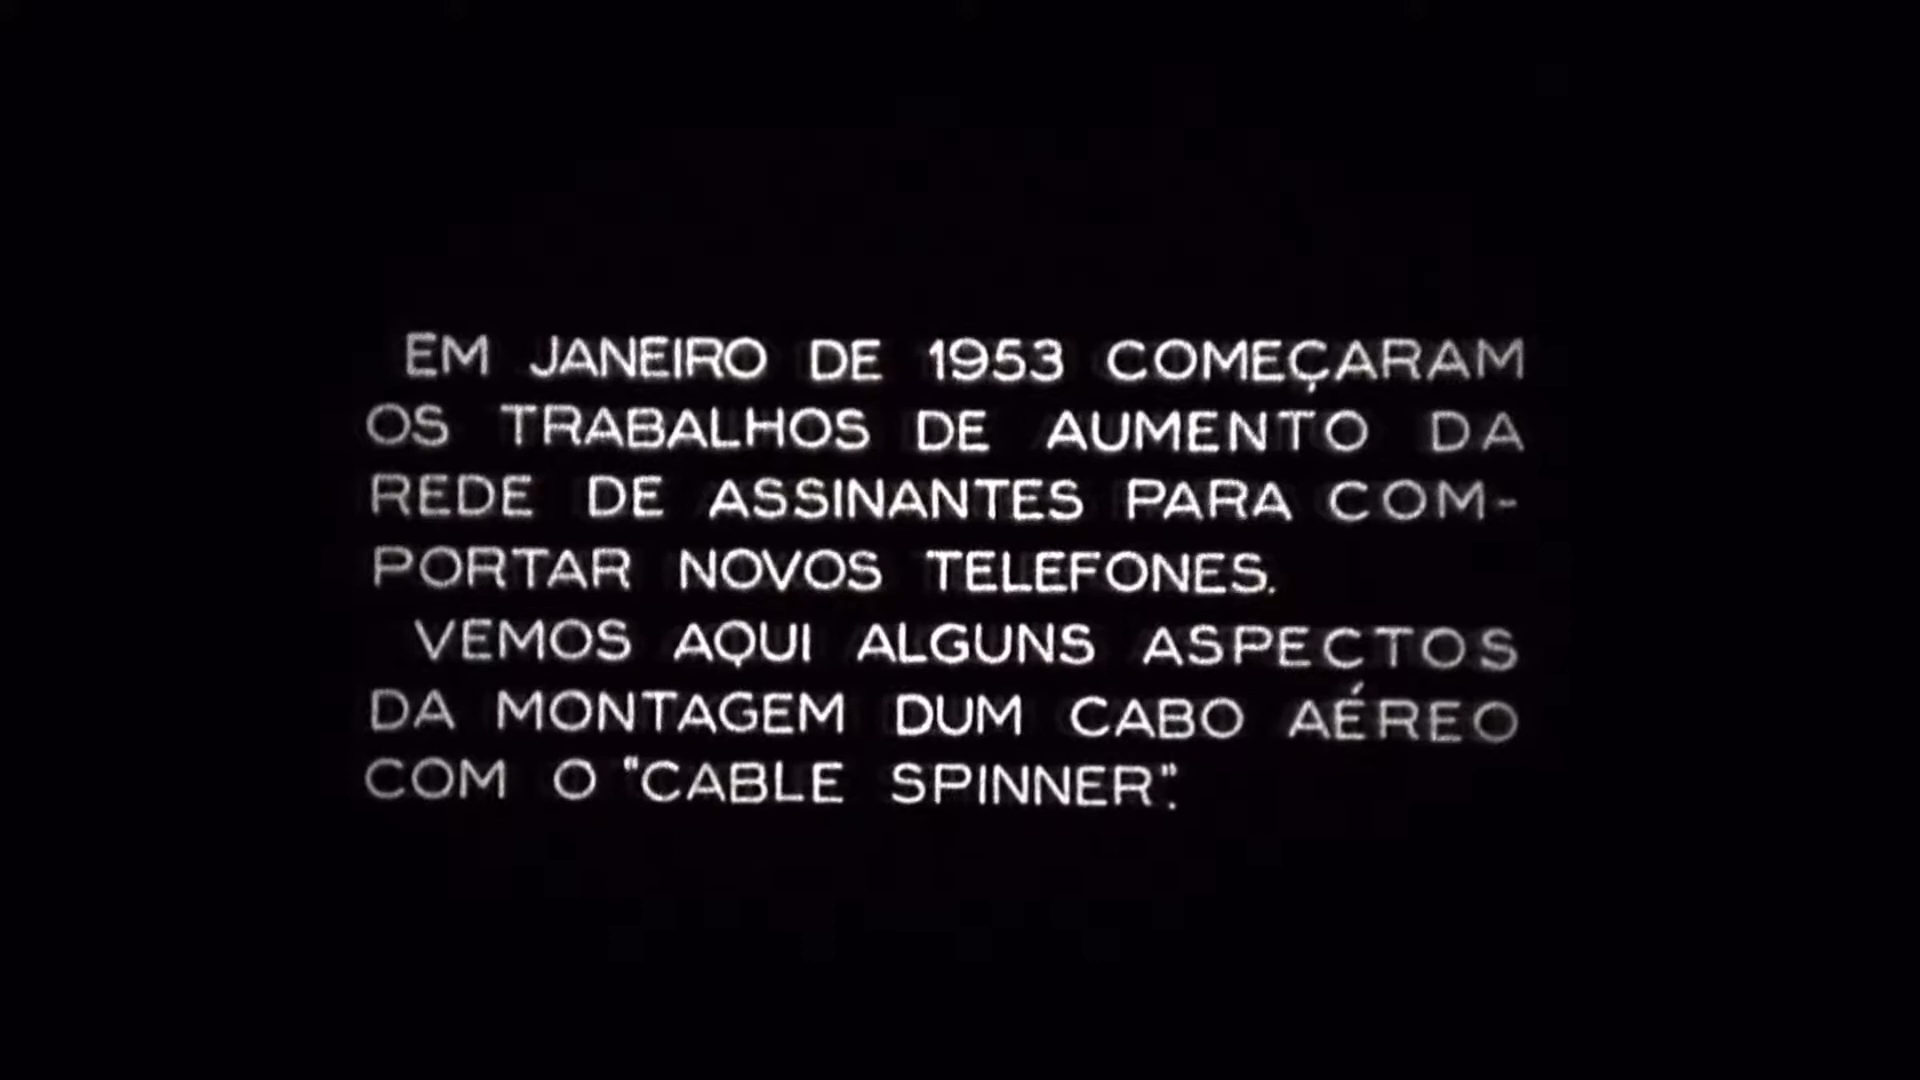 EM JANEIRO DE 1953 COMEÇARAM
OS TRABALHOS DE AUMENTO DA
REDE DE ASSINANTES PARA COM-
PORTAR NOVOS TELEFONES.
VEMOS AQUI ALGUNS ASPECTOS
DA MONTAGEM DUM CABO AÉREO
COM O "CABLE SPINNER".